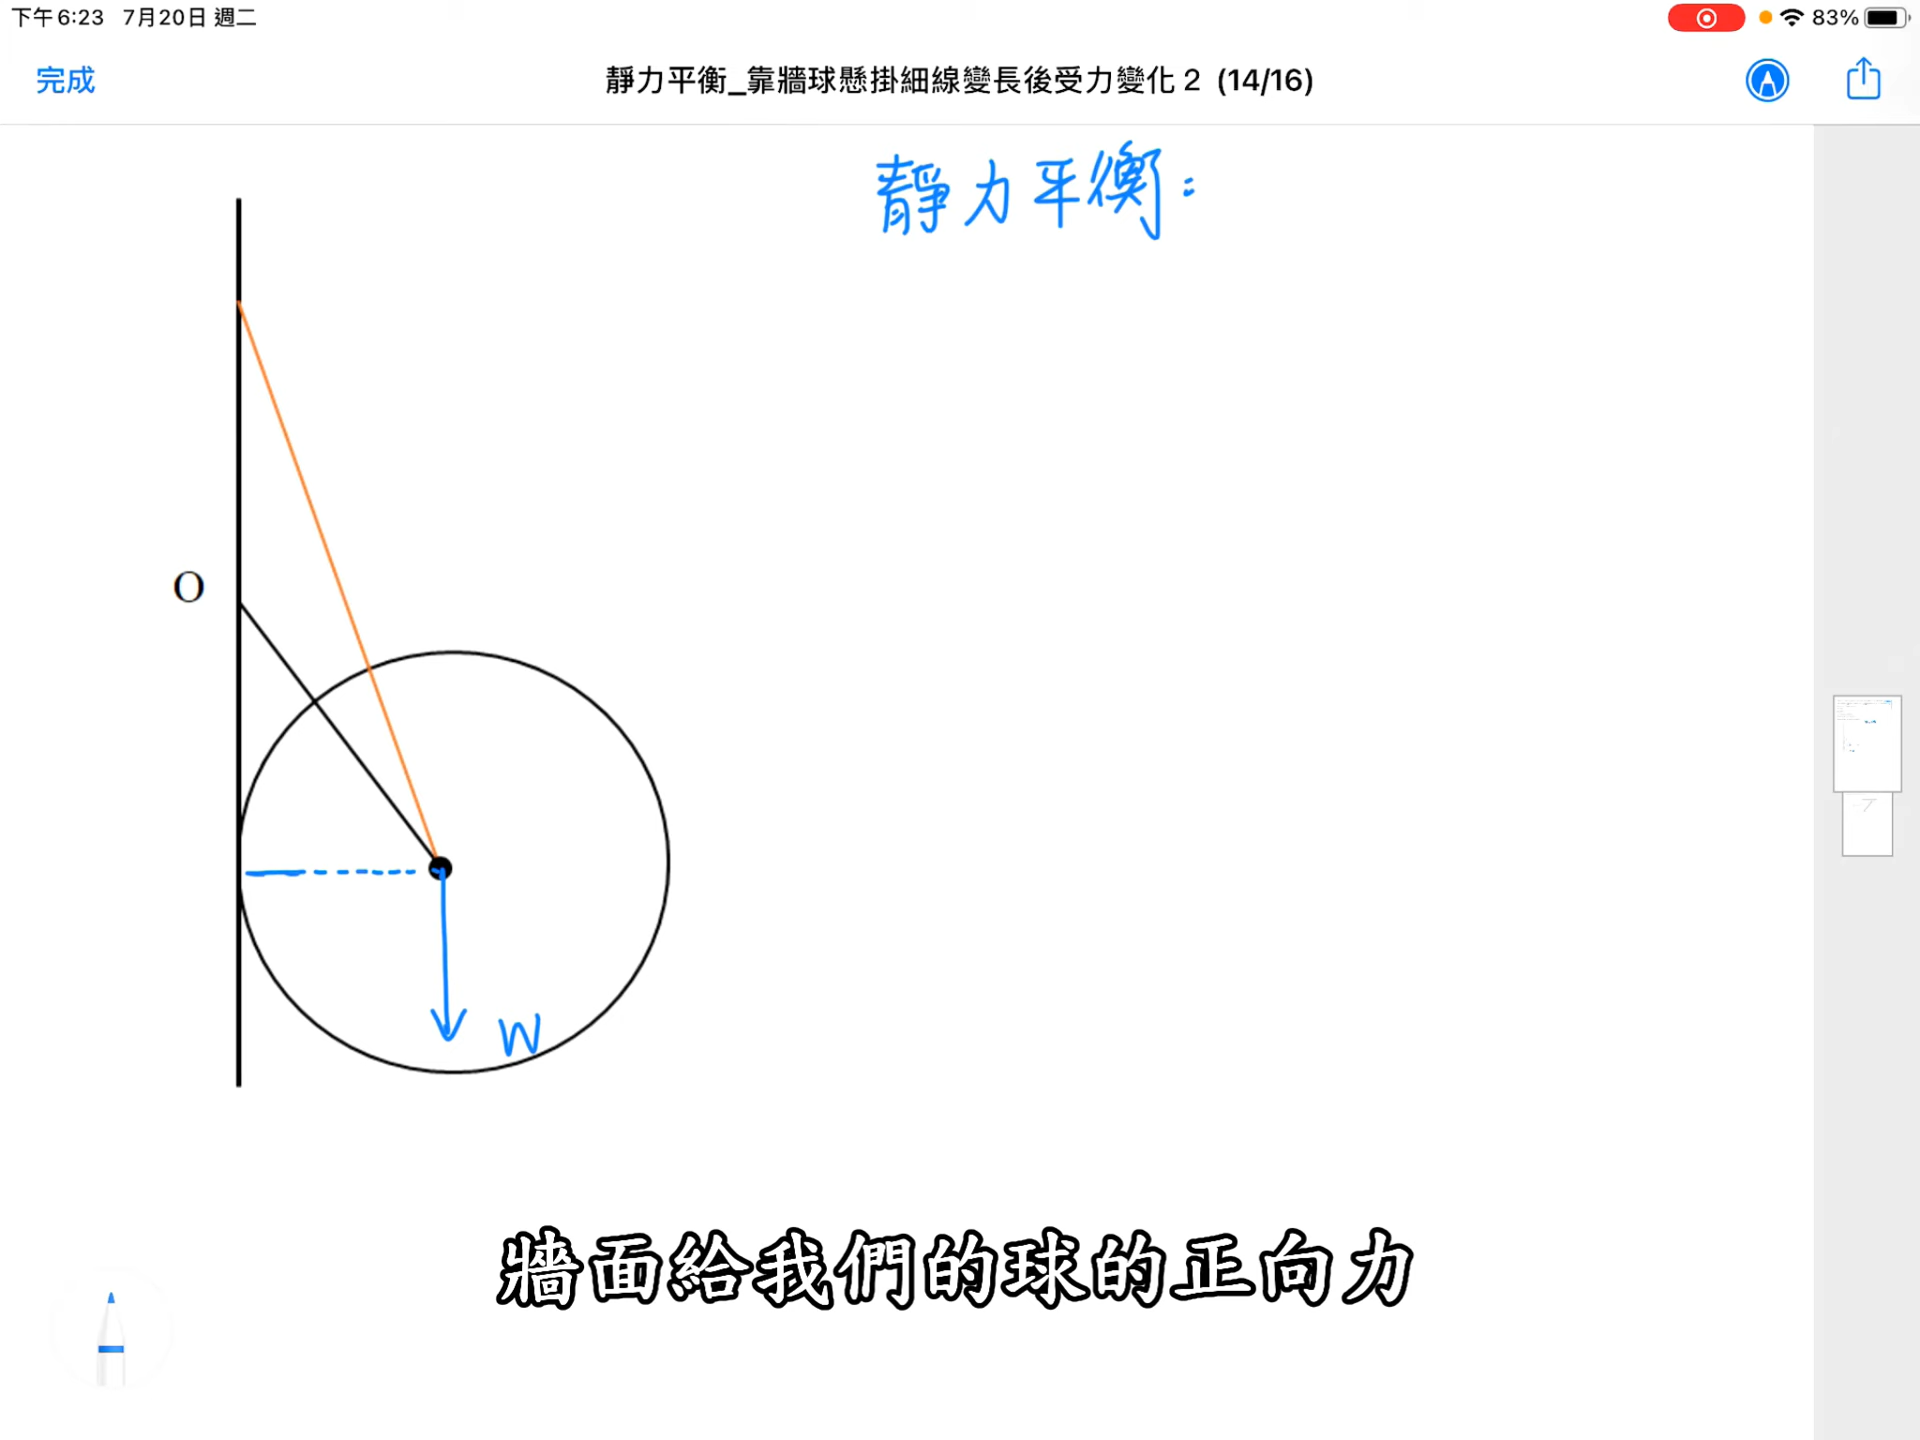 下午6:23 7月20日 週二
83%
完成
靜力平衡_靠牆球懸掛細線變長後受力變化 2 (14/16)
靜力平衡:
O
W
牆面給我們的球的正向力